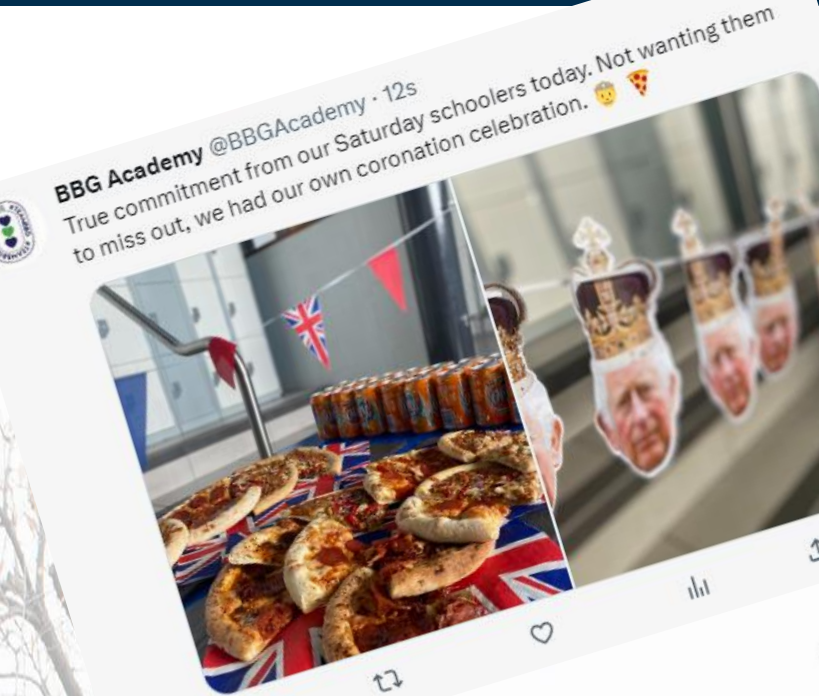 BBG Academy @BBGAcademy · 12s
True commitment from our Saturday schoolers today. Not wanting them
to miss out, we had our own coronation celebration. 🤴 🍕